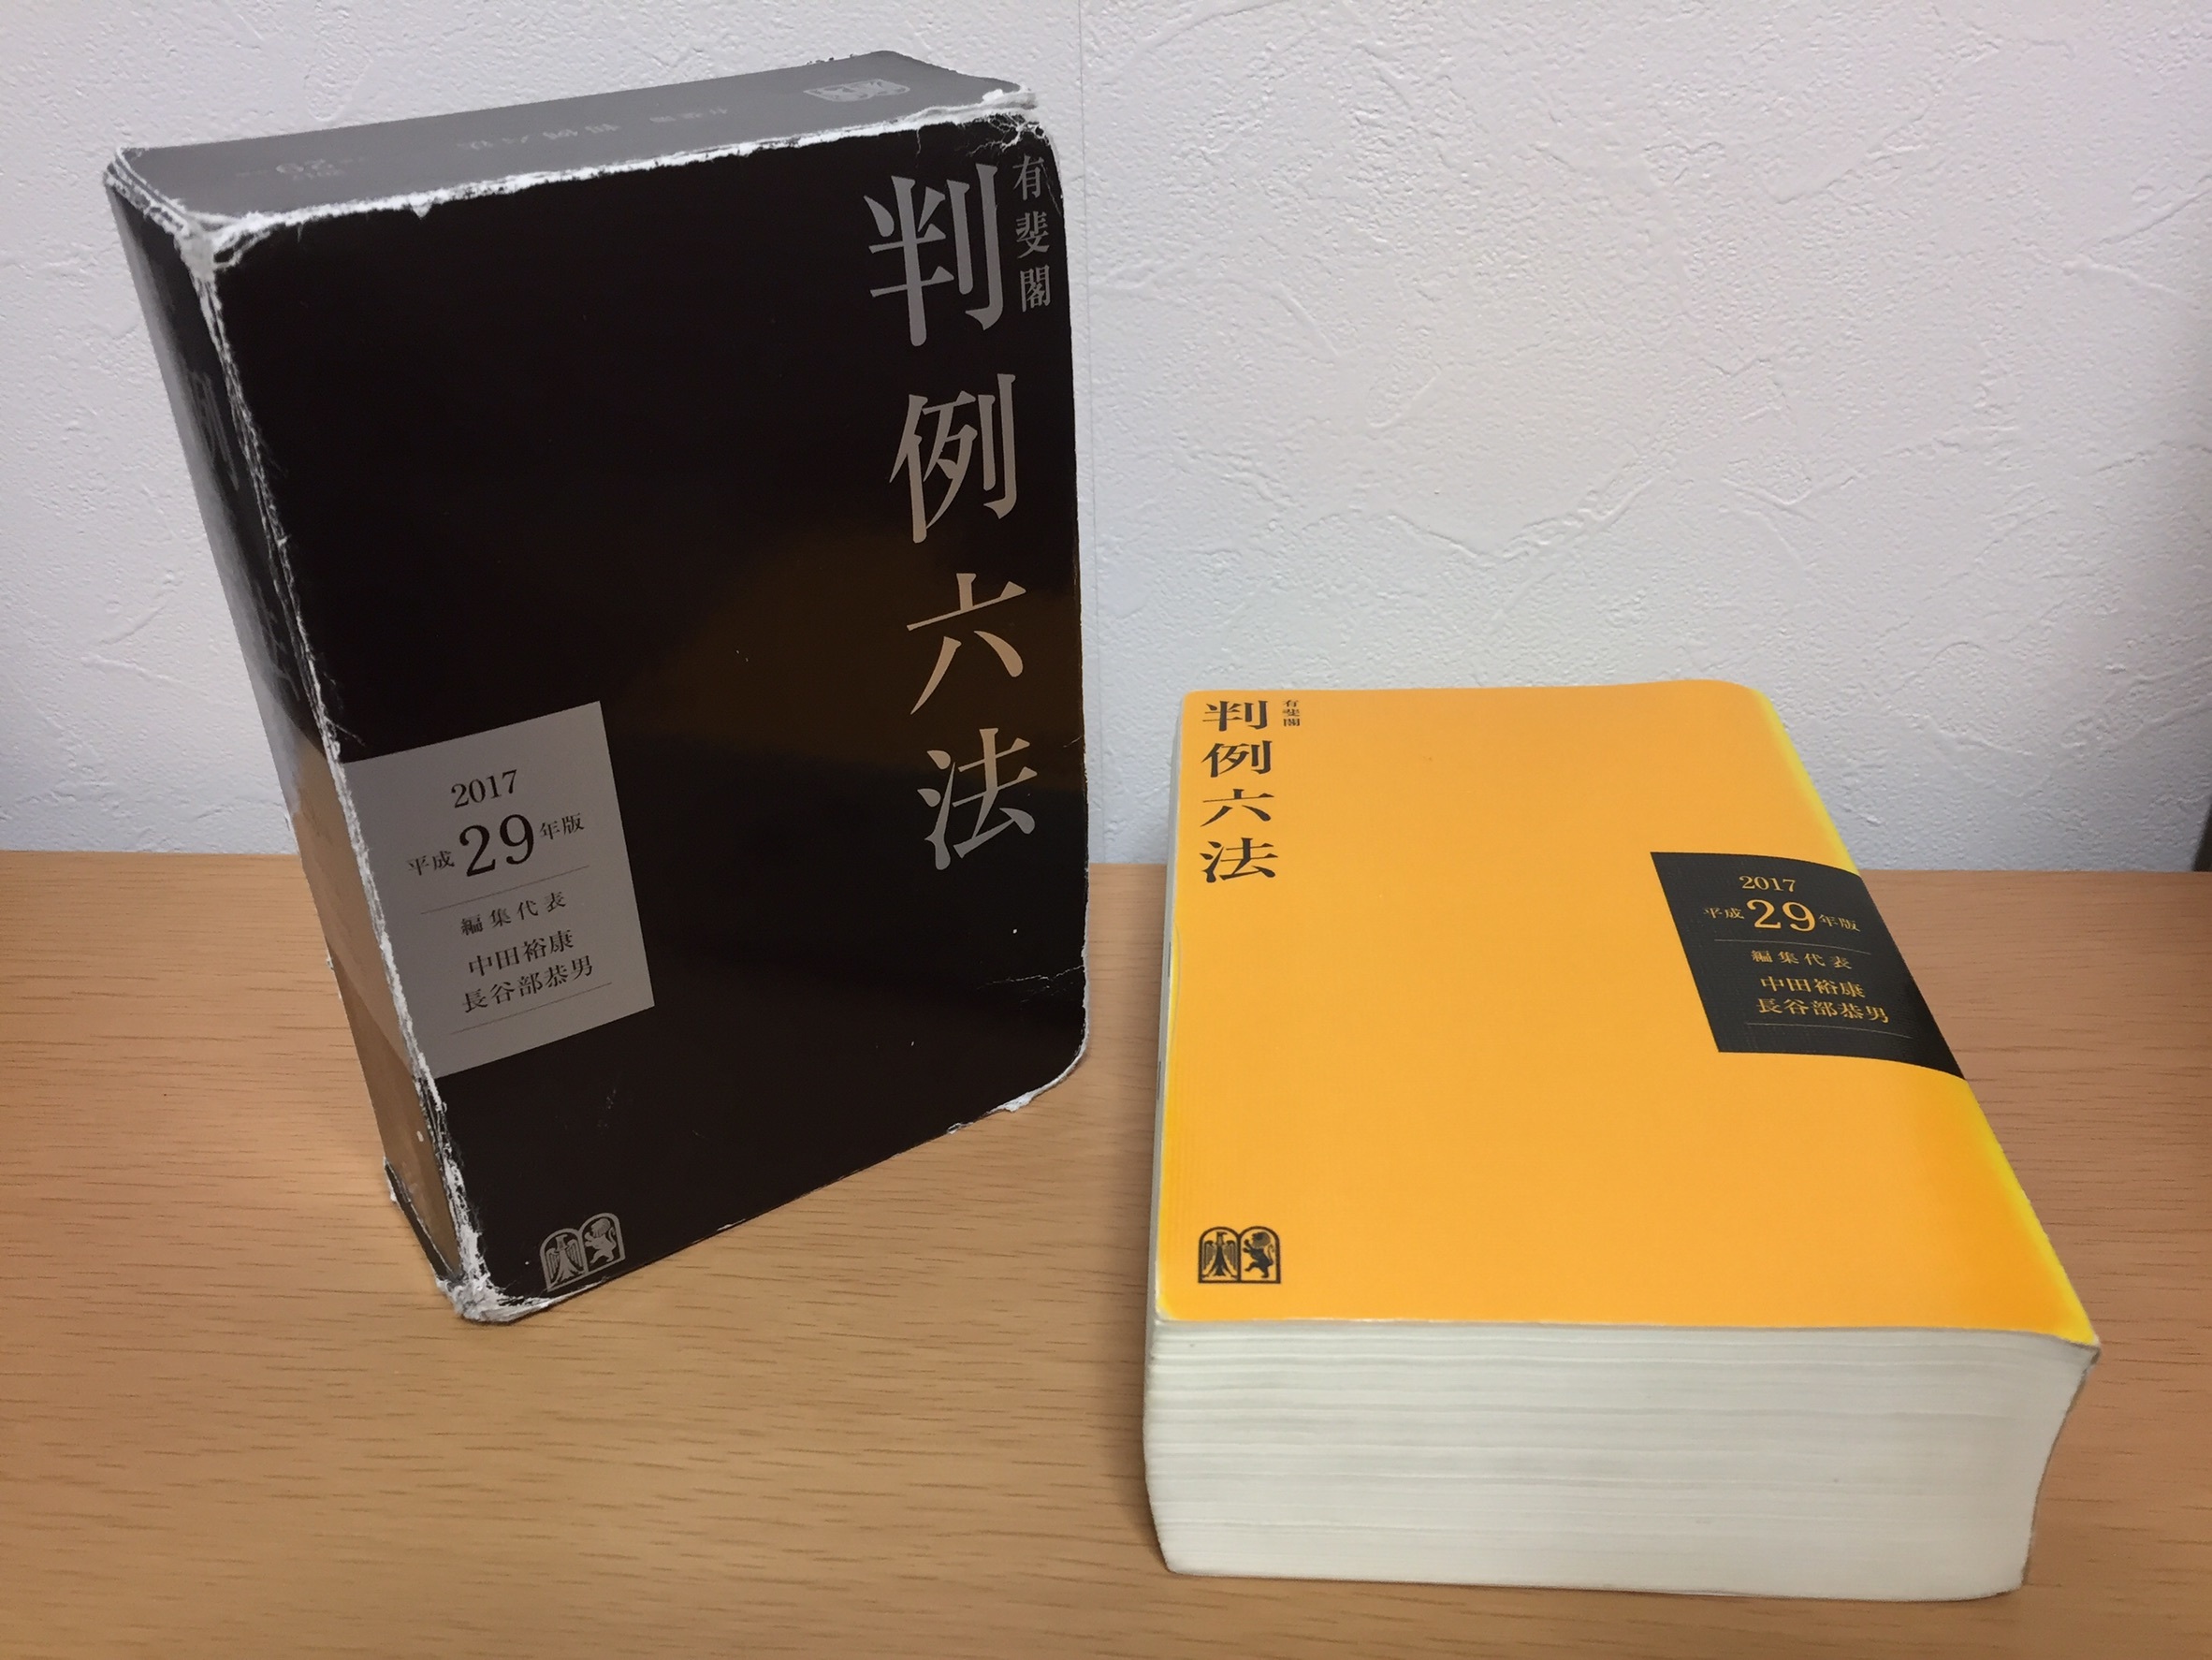 有斐閣
判例六法
2017
平成29年版
編集代表
中田裕康
長谷部恭男
有斐閣
判例六法
2017
平成29年版
編集代表
中田裕康
長谷部恭男